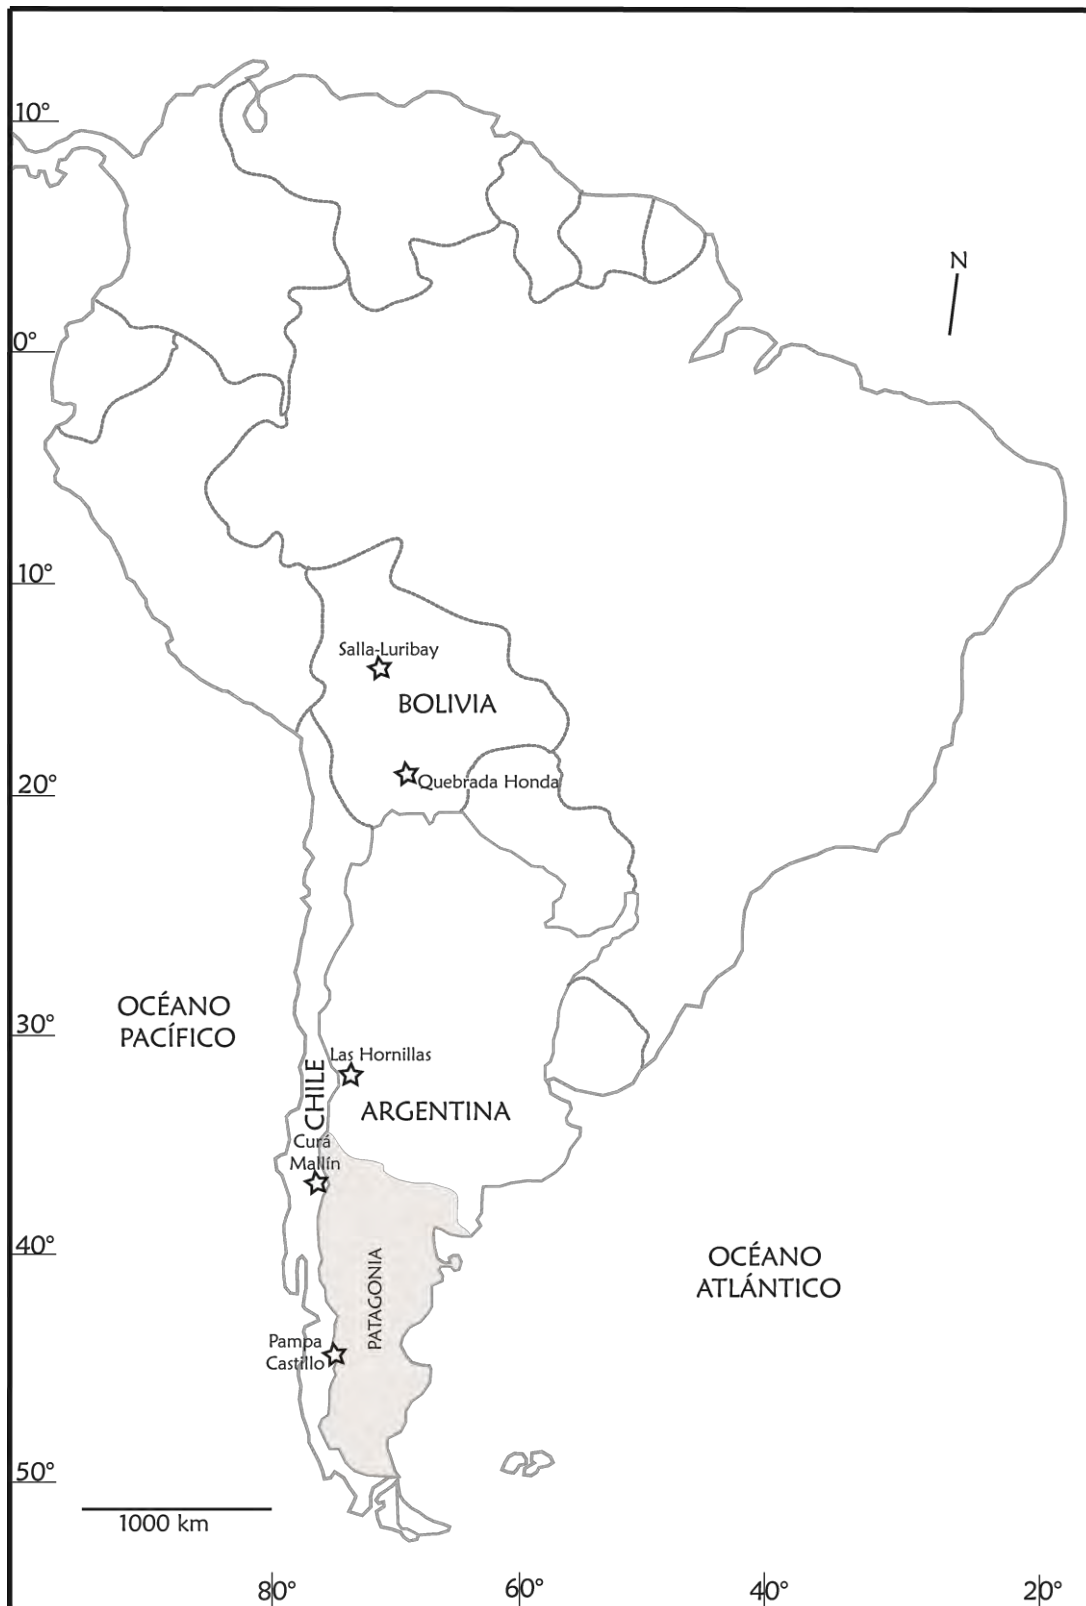 10°
N
0°
10°
Salla-Luribay
BOLIVIA
Quebrada Honda
20°
OCÉANO
PACÍFICO
30°
Las Hornillas
CHILE
ARGENTINA
Curá
Mallín
40°
PATAGONIA
OCÉANO
ATLÁNTICO
Pampa
Castillo
50°
1000 km
80°
60°
40°
20°